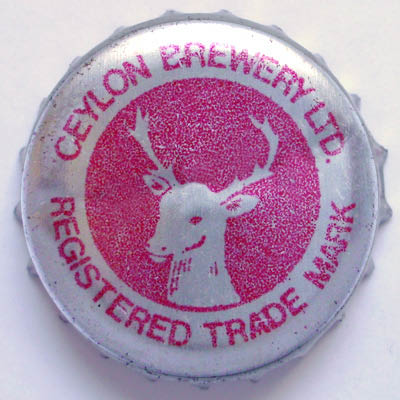 CEYLON BREWERY LTD.
REGISTERED TRADE MARK